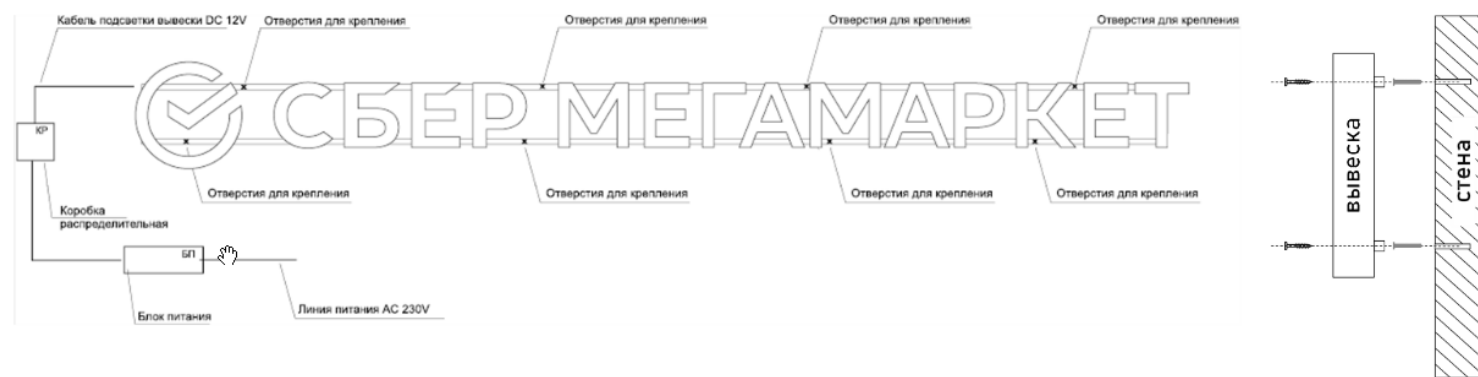 Кабель подсветки вывески DC 12V
Отверстия для крепления
Отверстия для крепления
Отверстия для крепления
Отверстия для крепления
СБЕР МЕГАМАРКЕТ
КР
Отверстия для крепления
Отверстия для крепления
Отверстия для крепления
Отверстия для крепления
Коробка
распределительная
БП
Блок питания
Линия питания AC 230V
вывеска
стена